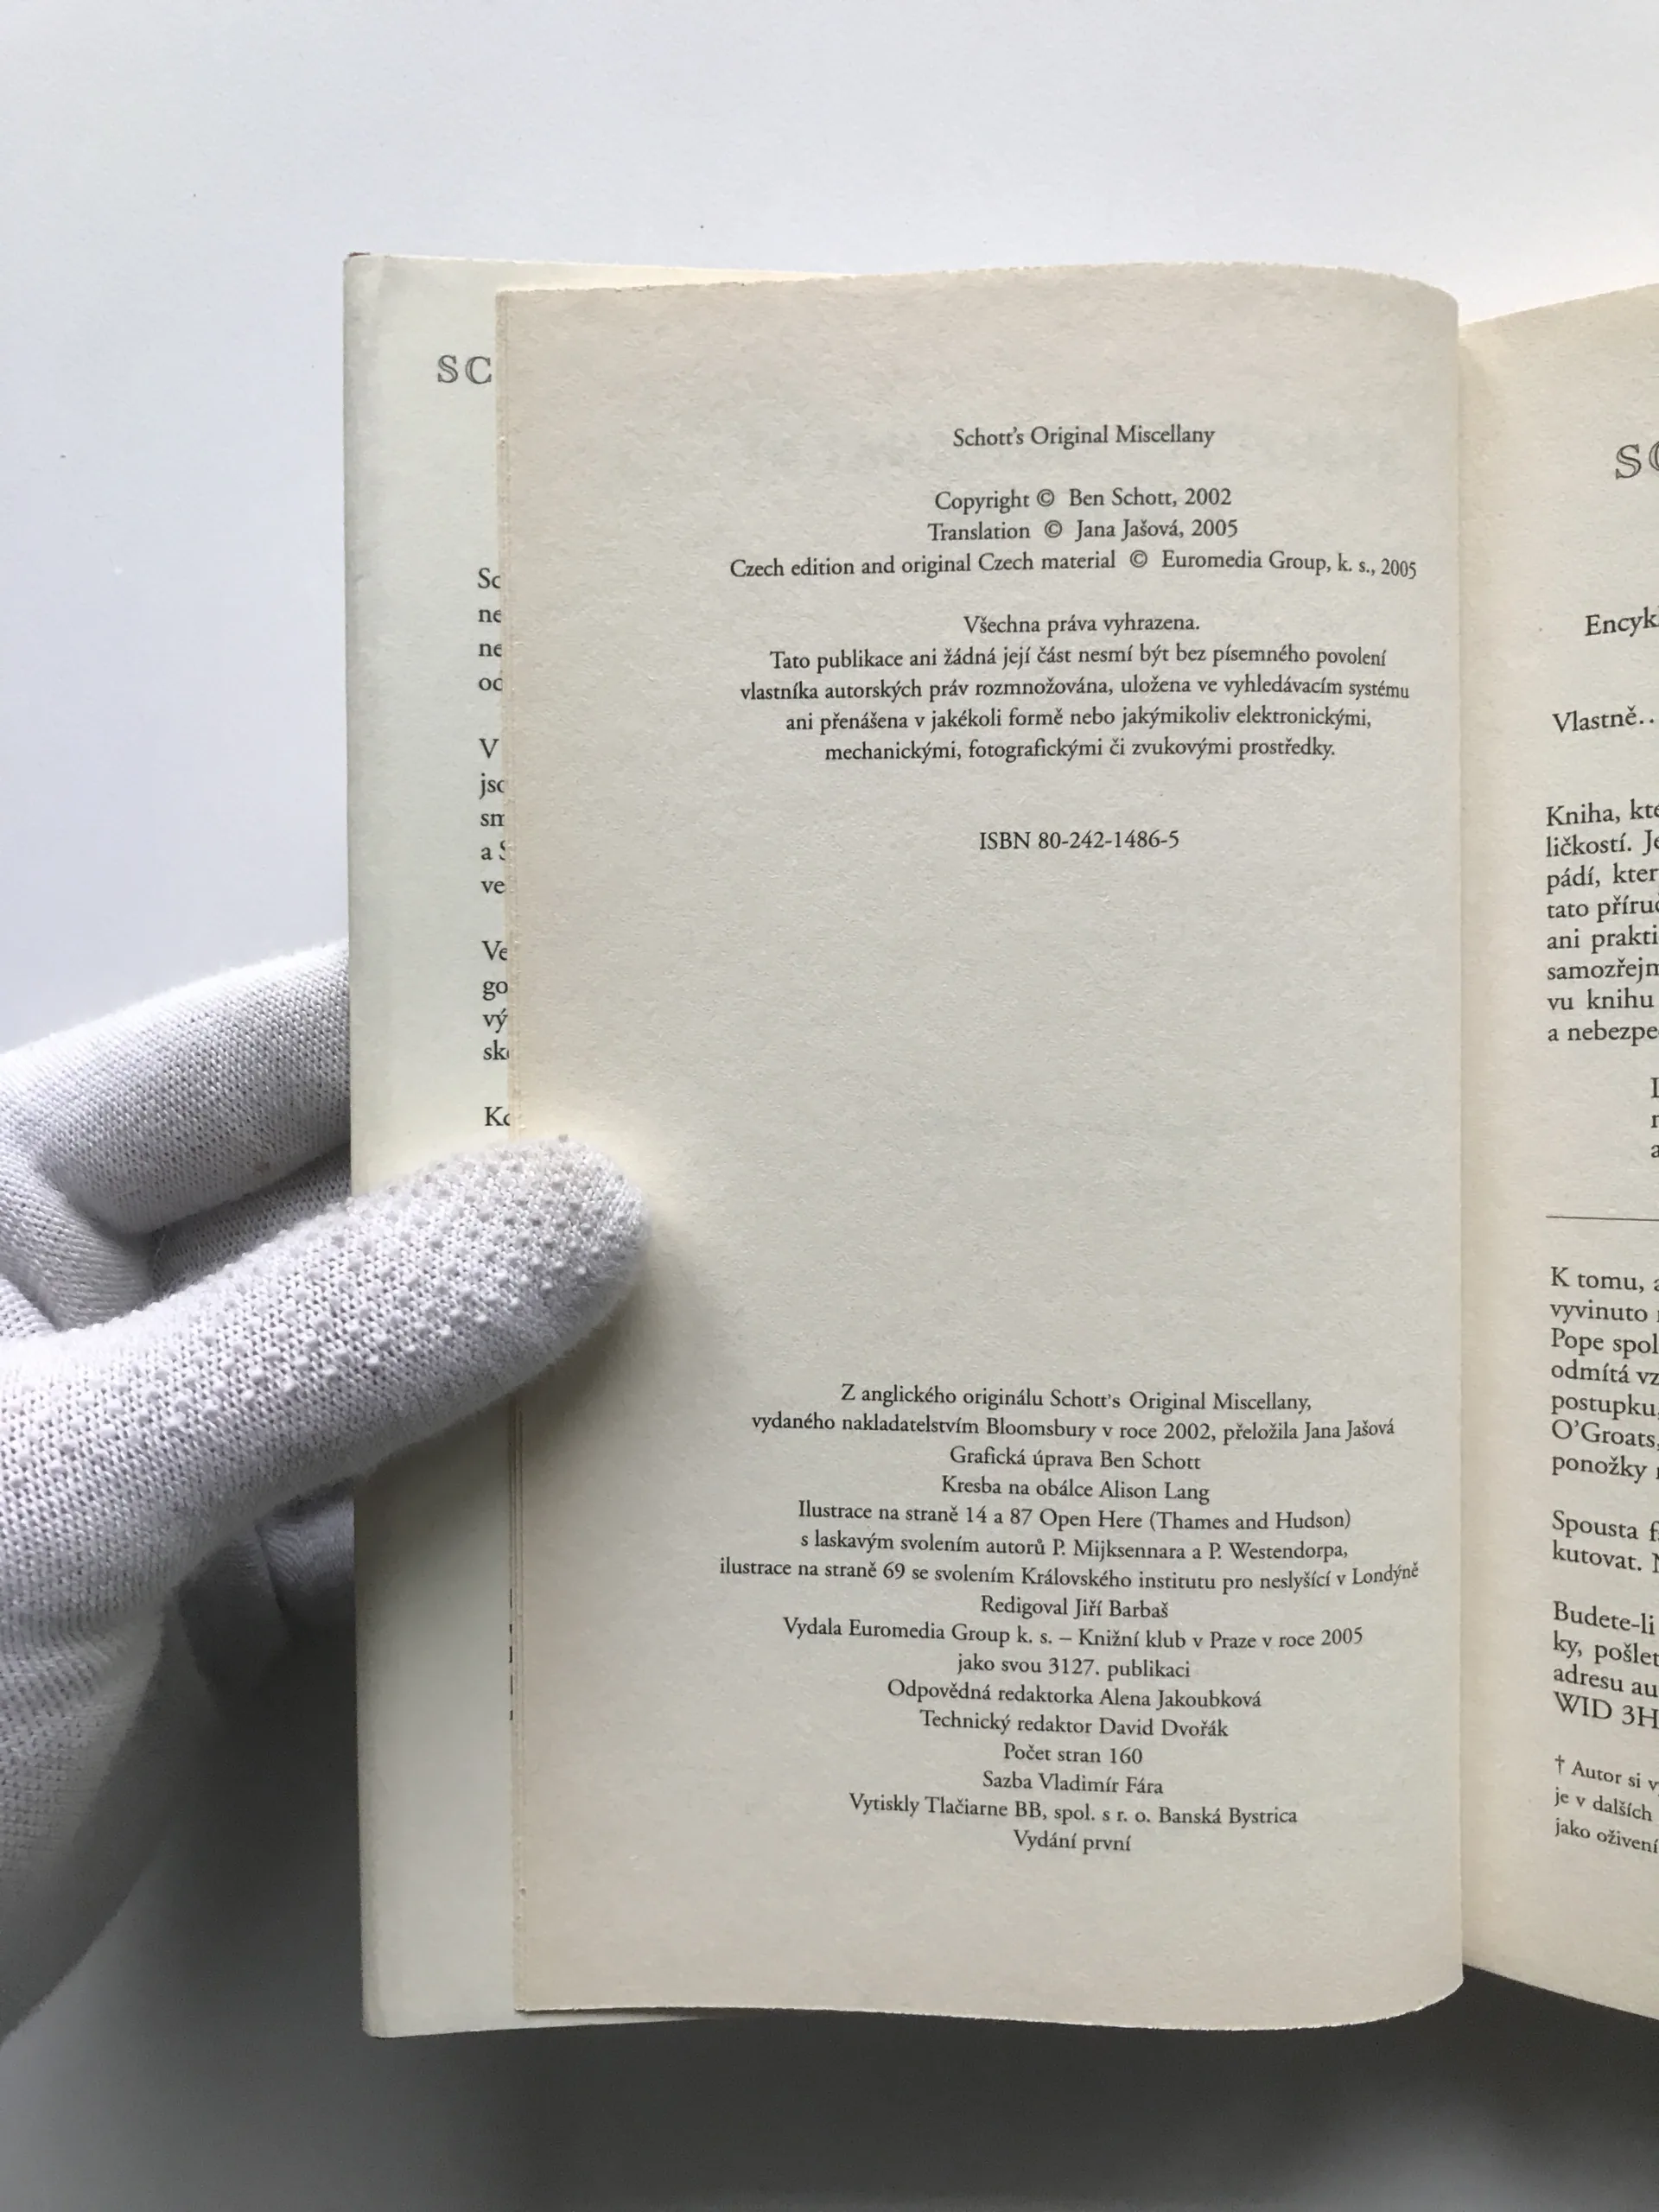 SC
Sc
ne
ne
V
a
ve
Ve
go
vý
Schott's Original Miscellany
Copyright © Ben Schott, 2002
Translation © Jana Jašová, 2005
Czech edition and original Czech material © Euromedia Group, k. s., 2005
Všechna práva vyhrazena.
Tato publikace ani žádná její část nesmí být bez písemného povolení
vlastníka autorských práv rozmnožována, uložena ve vyhledávacím systému
ani přenášena v jakékoli formě nebo jakýmikoliv elektronickými,
mechanickými, fotografickými či zvukovými prostředky.
ISBN 80-242-1486-5
Z anglického originálu Schott's Original Miscellany,
vydaného nakladatelstvím Bloomsbury v roce 2002, přeložila Jana Jašová
Grafická úprava Ben Schott
Kresba na obálce Alison Lang
Ilustrace na straně 14 a 87 Open Here (Thames and Hudson)
s laskavým svolením autorů P. Mijksennara a P. Westendorpa,
ilustrace na straně 69 se svolením Královského institutu pro neslyšící v Londýně
Redigoval Jiří Barbaš
Vydala Euromedia Group k. s. – Knižní klub v Praze v roce 2005
jako svou 3127. publikaci
Odpovědná redaktorka Alena Jakoubková
Technický redaktor David Dvořák
Počet stran 160
Sazba Vladimír Fára
Vytiskly Tlačiarne BB, spol. s r. o. Banská Bystrica
Vydání první
Encyk
Vlastně..
Kniha, kte
ličkostí. Je
pádí, kter
tato příru
ani prakti
samozřejm
vu knihu
a nebezpe
K tomu, a
vyvinuto
Pope spol
odmítá vz
postupku,
O'Groats,
ponožky
Spousta f
kutovat.
Budete-li
ky, pošlet
adresu au
WID 3H
† Autor si v
je v dalších
jako oživení